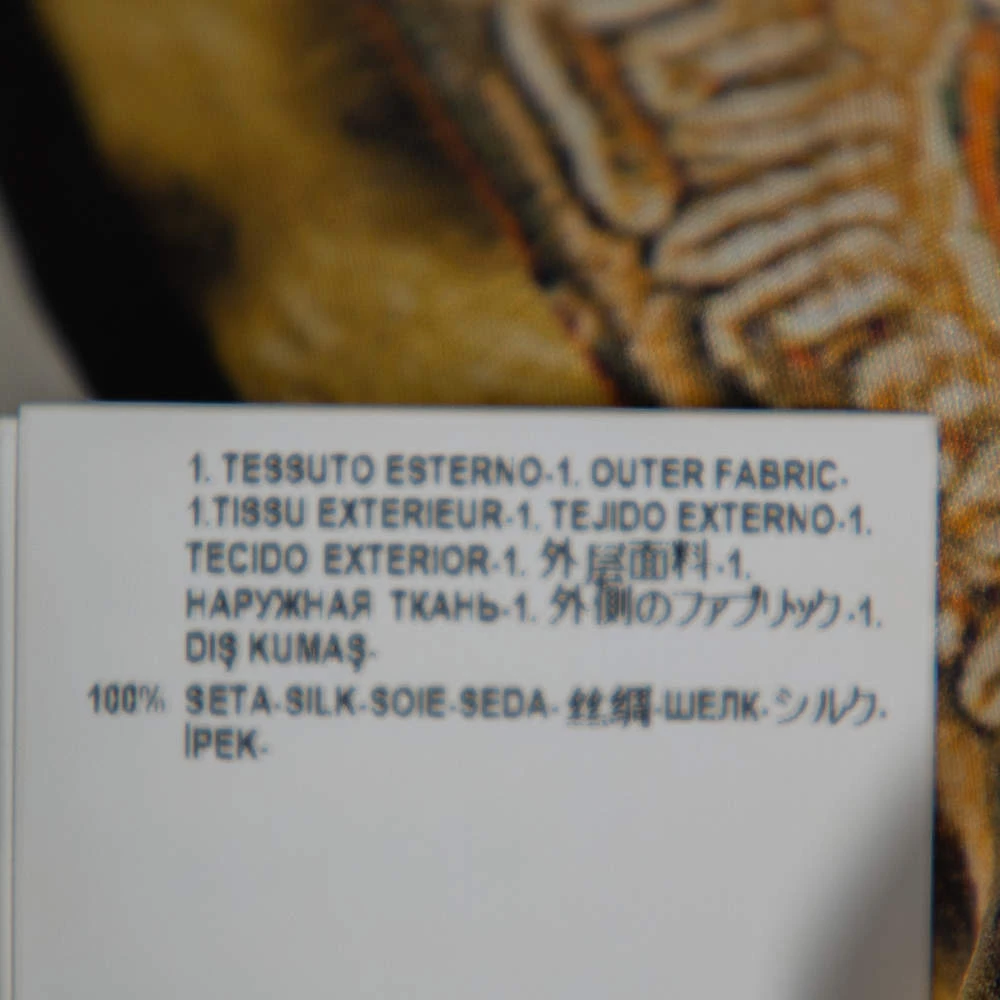 1. TESSUTO ESTERNO-1. OUTER FABRIC-
1.TISSU EXTERIEUR-1. TEJIDO EXTERNO-1.
TECIDO EXTERIOR-1. 外层面料-1.
НАРУЖНАЯ ТКАНЬ-1. 外側のファブリック-1.
DIŞ KUMAŞ-
100% SETA-SILK-SOIE-SEDA-丝绸-ШЕЛК-シルク-
İPEK-